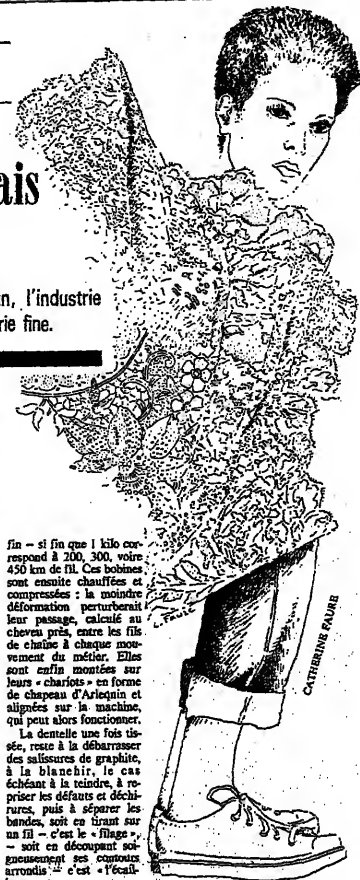 ais
n, l'industrie
rie fine.
fin – si fin que 1 kilo cor-
respond à 200, 300, voire
450 km de fil. Ces bobines
sont ensuite chauffées et
compressées : la moindre
déformation perturberait
leur passage, calculé au
cheveu près, entre les fils
de chaîne à chaque mou-
vement du métier. Elles
sont enfin montées sur
leurs « chariots » en forme
de chapeau d'Arlequin et
alignées sur la machine,
qui peut alors fonctionner.
La dentelle une fois tis-
sée, reste à la débarrasser
des salissures de graphite,
à la blanchir, le cas
échéant à la teindre, à re-
priser les défauts et déchi-
rures, puis à séparer les
bandes, soit en tirant sur
un fil – c'est le « filage »,
– soit en découpant soi-
gneusement ses contours
arrondis – c'est « l'écail-
C. FAURE
CATHERINE FAURE